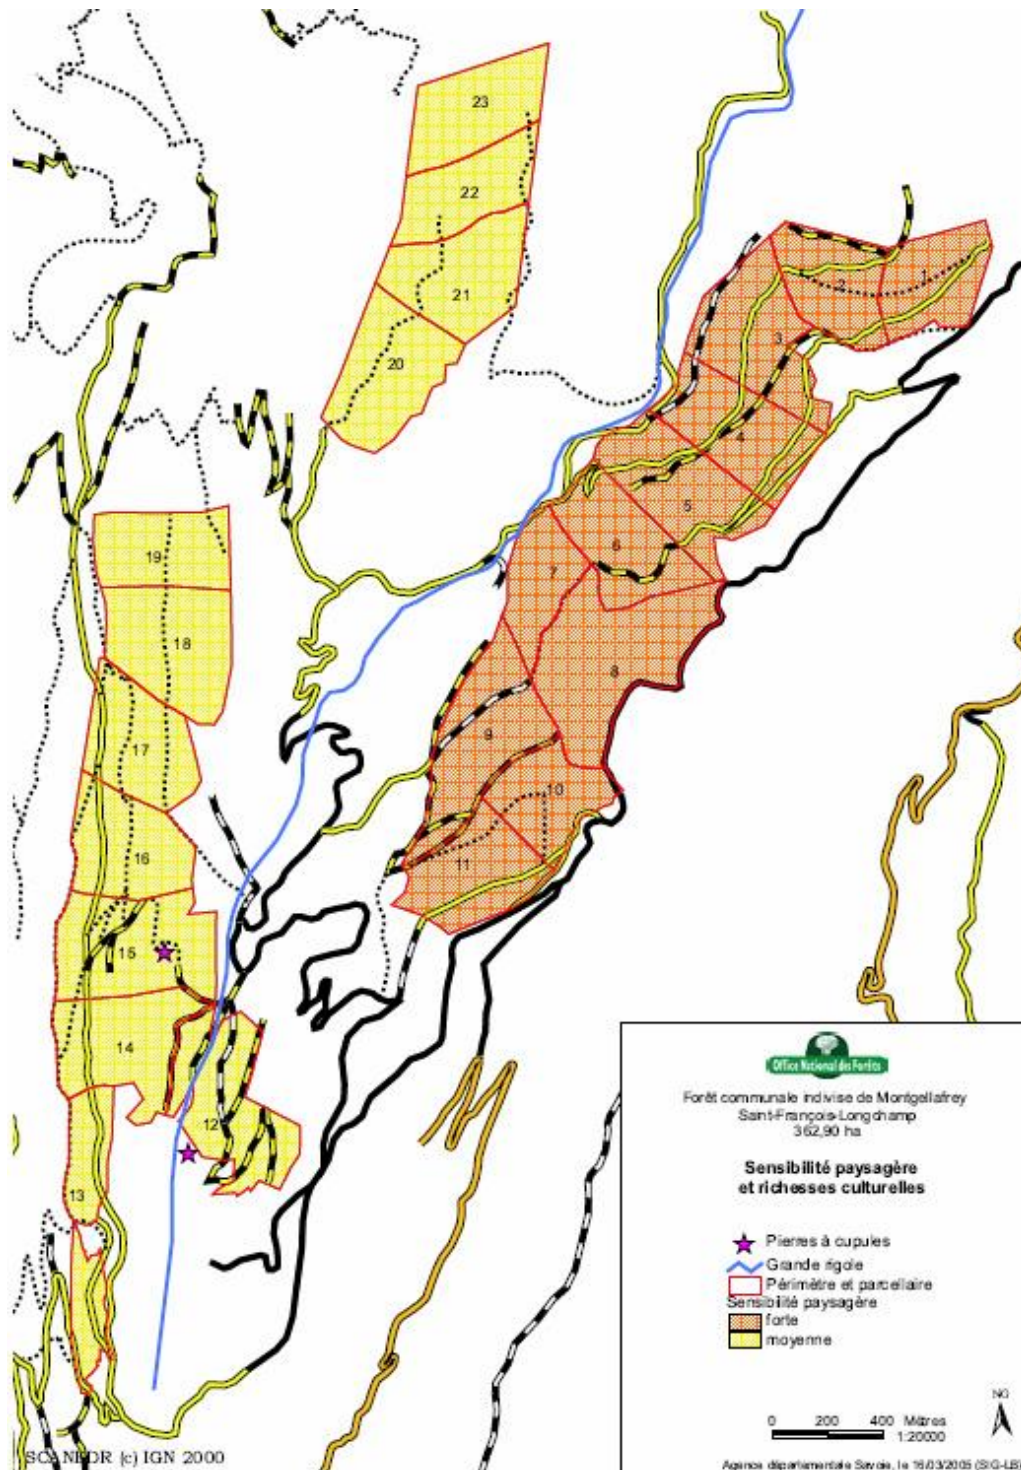 23
22
21
20
1
2
3
4
5
6
7
8
9
10
11
19
18
17
16
15
14
12
13
Office National des Forêts
Forêt communale indivise de Montgellafrey
Saint-François-Longchamp
362,90 ha
Sensibilité paysagère
et richesses culturelles
Pierres à cupules
Grande rigole
Périmètre et parcellaire
Sensibilité paysagère
forte
moyenne
NG
0 200 400 Mètres
1:20000
SCANEDR (c) IGN 2000
Agence départementale Savoie, le 16/03/2005 (SIG-LB)